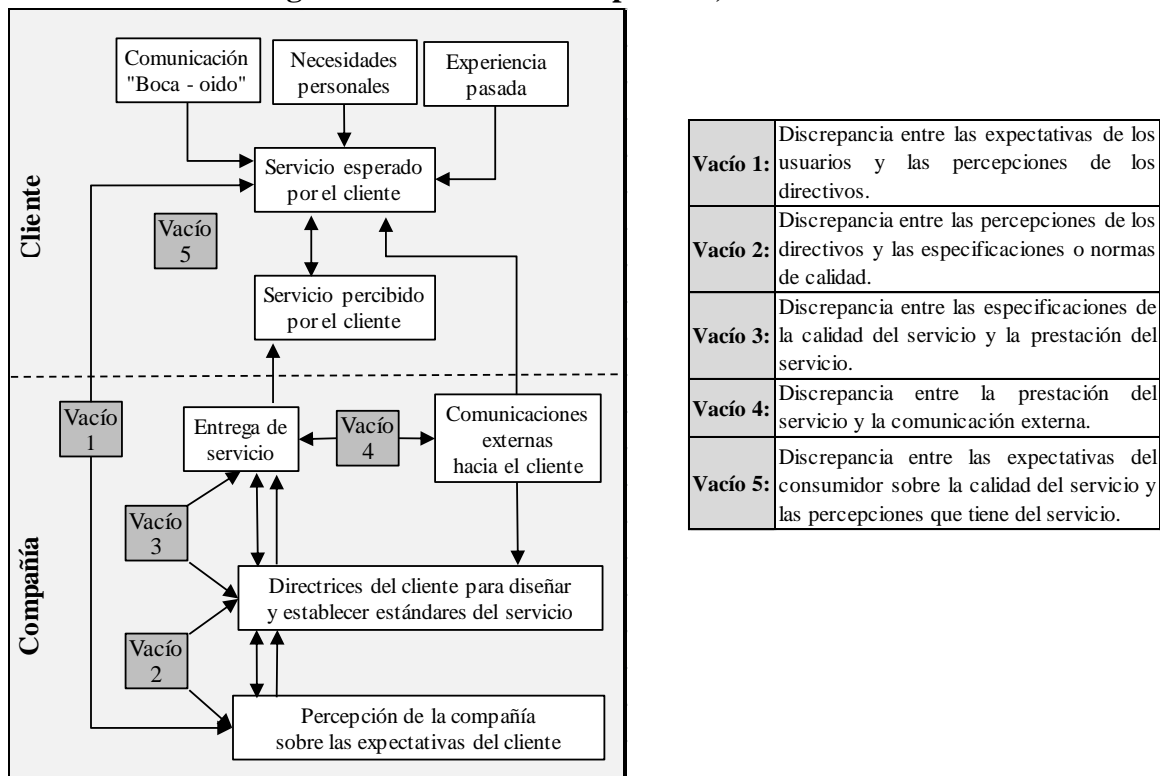 Comunicación
"Boca - oido"
Necesidades
personales
Experiencia
pasada
Servicio esperado
por el cliente
Cliente
Vacío
5
Servicio percibido
por el cliente
Vacío
1
Entrega de
servicio
Vacío
4
Comunicaciones
externas
hacia el cliente
Vacío
3
Compañía
Directrices del cliente para diseñar
y establecer estándares del servicio
Vacío
2
Percepción de la compañía
sobre las expectativas del cliente
Vacío 1:
Discrepancia entre las expectativas de los
usuarios y las percepciones de los
directivos.
Vacío 2:
Discrepancia entre las percepciones de los
directivos y las especificaciones o normas
de calidad.
Vacío 3:
Discrepancia entre las especificaciones de
la calidad del servicio y la prestación del
servicio.
Vacío 4:
Discrepancia entre la prestación del
servicio y la comunicación externa.
Vacío 5:
Discrepancia entre las expectativas del
consumidor sobre la calidad del servicio y
las percepciones que tiene del servicio.